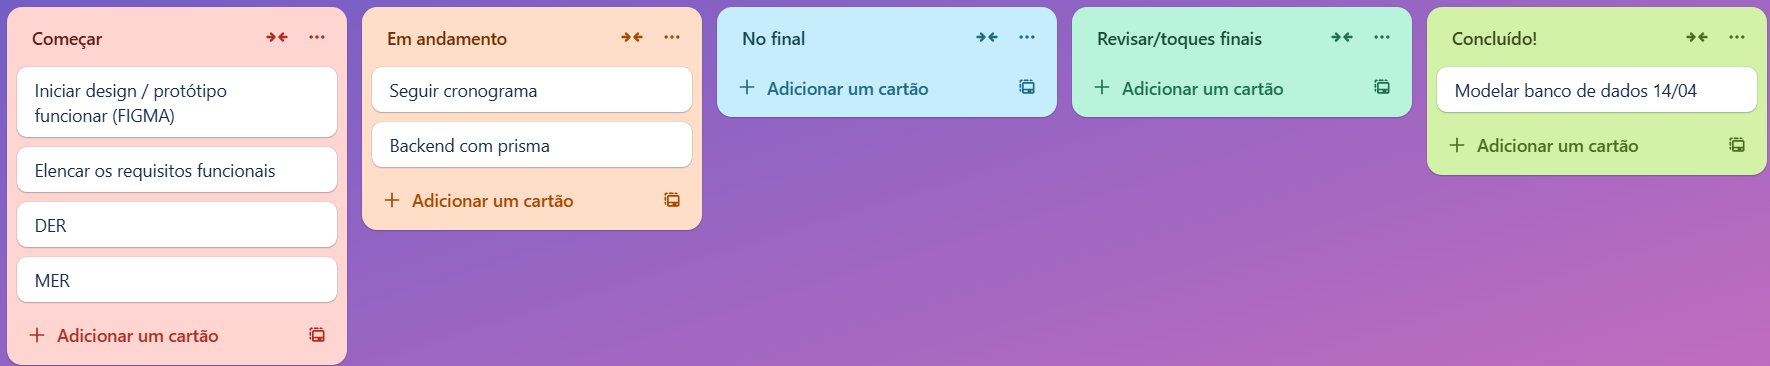 Começar
Iniciar design / protótipo
funcionar (FIGMA)
Elencar os requisitos funcionais
DER
MER
Adicionar um cartão
Em andamento
Seguir cronograma
Backend com prisma
Adicionar um cartão
No final
Adicionar um cartão
Revisar/toques finais
Adicionar um cartão
Concluído!
Modelar banco de dados 14/04
Adicionar um cartão